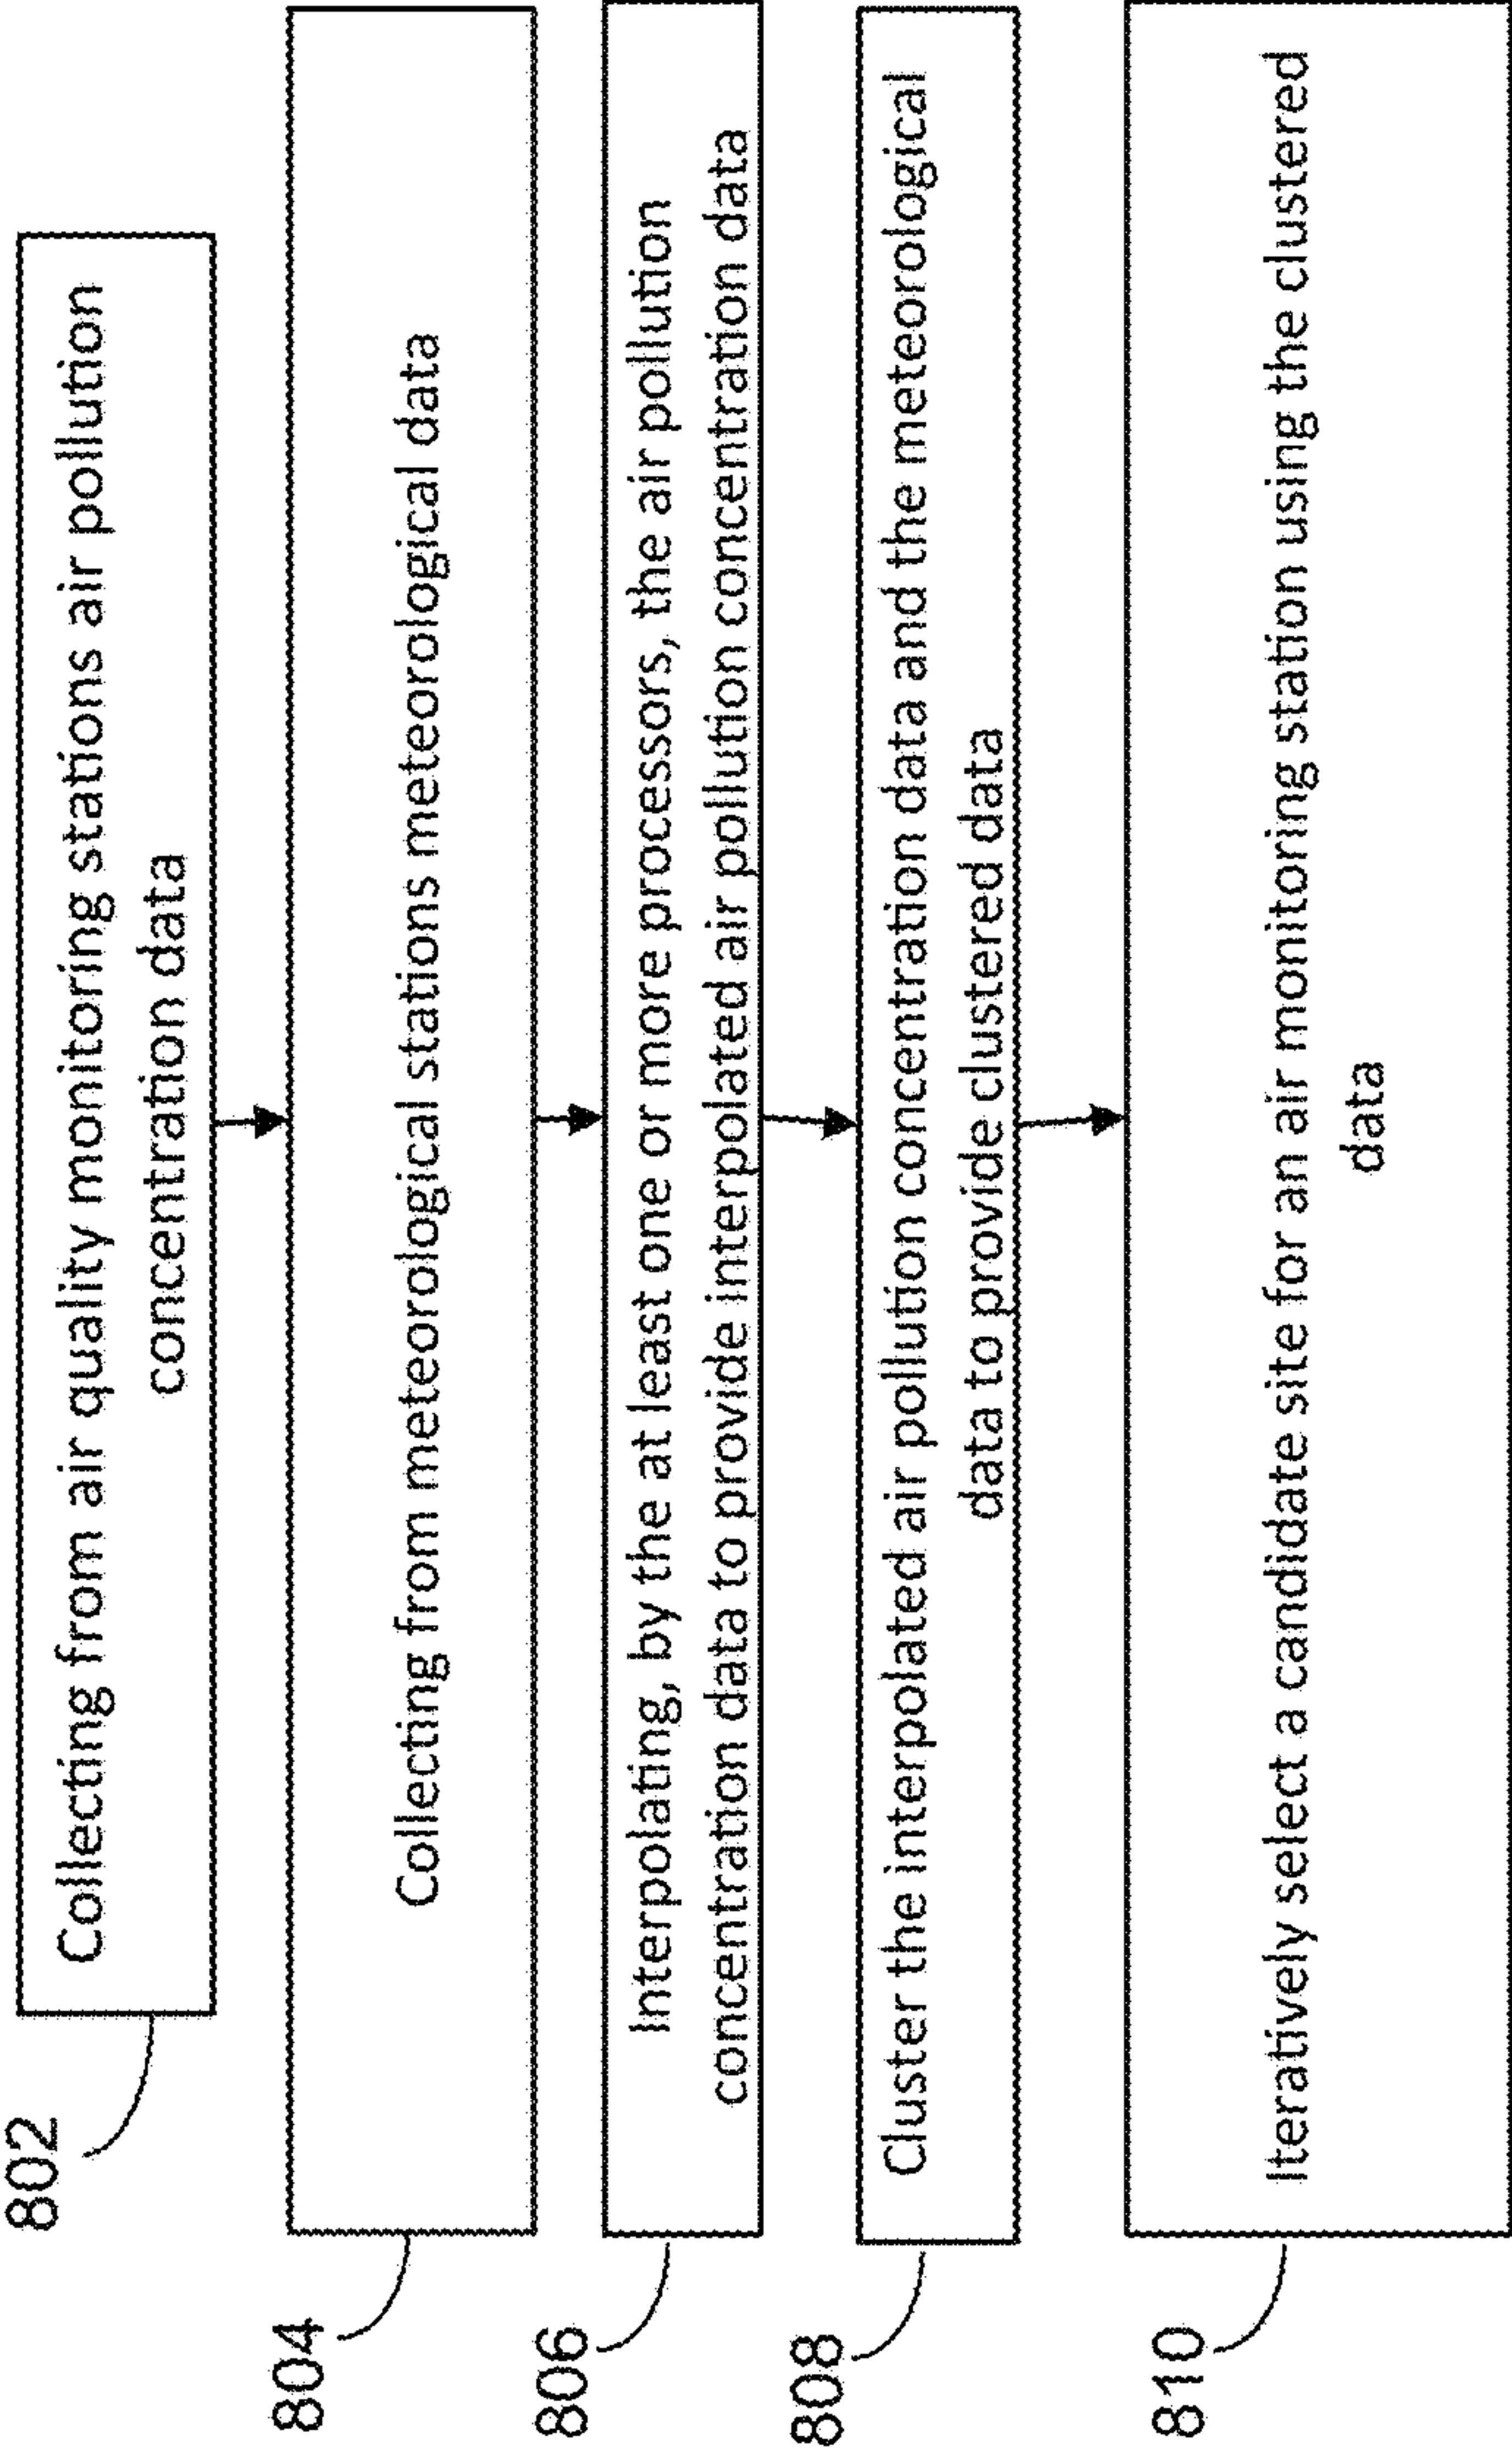 802
Collecting from air quality monitoring stations air pollution
concentration data
804
Collecting from meteorological stations meteorological data
806
Interpolating, by the at least one or more processors, the air pollution
concentration data to provide interpolated air pollution concentration data
808
Cluster the interpolated air pollution concentration data and the meteorological
data to provide clustered data
810
Iteratively select a candidate site for an air monitoring station using the clustered
data